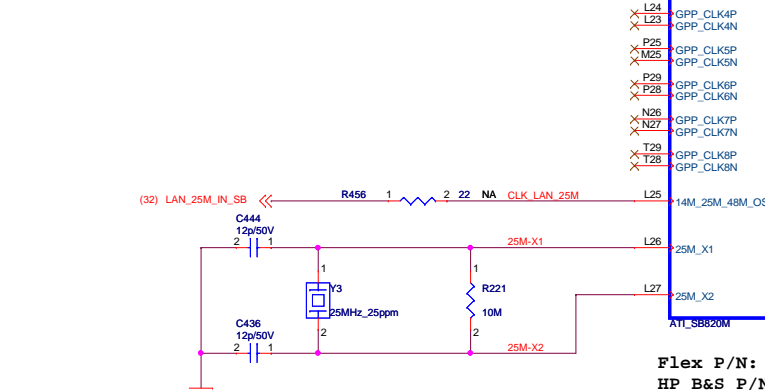 L24 GPP_CLK4P
L23 GPP_CLK4N
P25 GPP_CLK5P
M25 GPP_CLK5N
P29 GPP_CLK6P
P28 GPP_CLK6N
N26 GPP_CLK7P
N27 GPP_CLK7N
T29 GPP_CLK8P
T28 GPP_CLK8N
(32) LAN_25M_IN_SB R456 1 2 22 NA CLK_LAN_25M L25 14M_25M_48M_OS
C444
12p/50V
2 1 25M-X1 L26 25M_X1
1 1
Y3 R221
25MHz_25ppm 10M
L27 25M_X2
2 2
C436
12p/50V
2 1 25M-X2
ATI_SB820M
Flex P/N:
HP B&S P/N